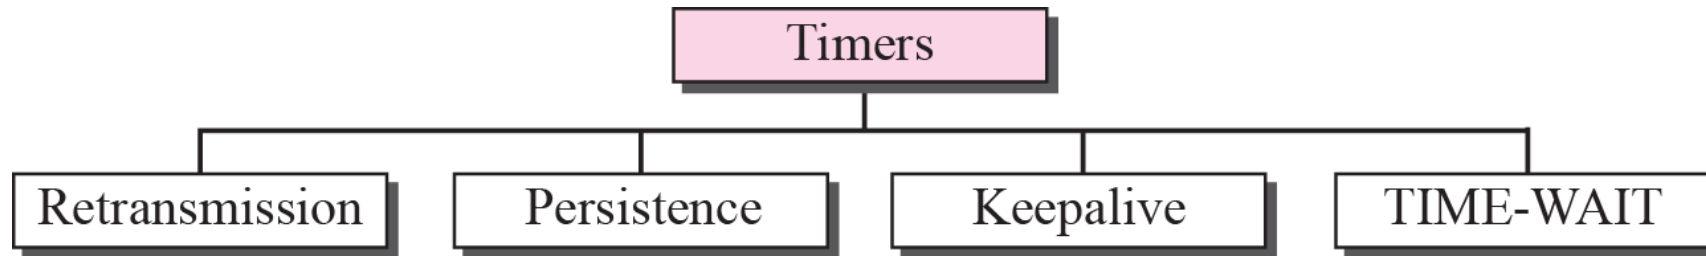 Timers
Retransmission
Persistence
Keepalive
TIME-WAIT